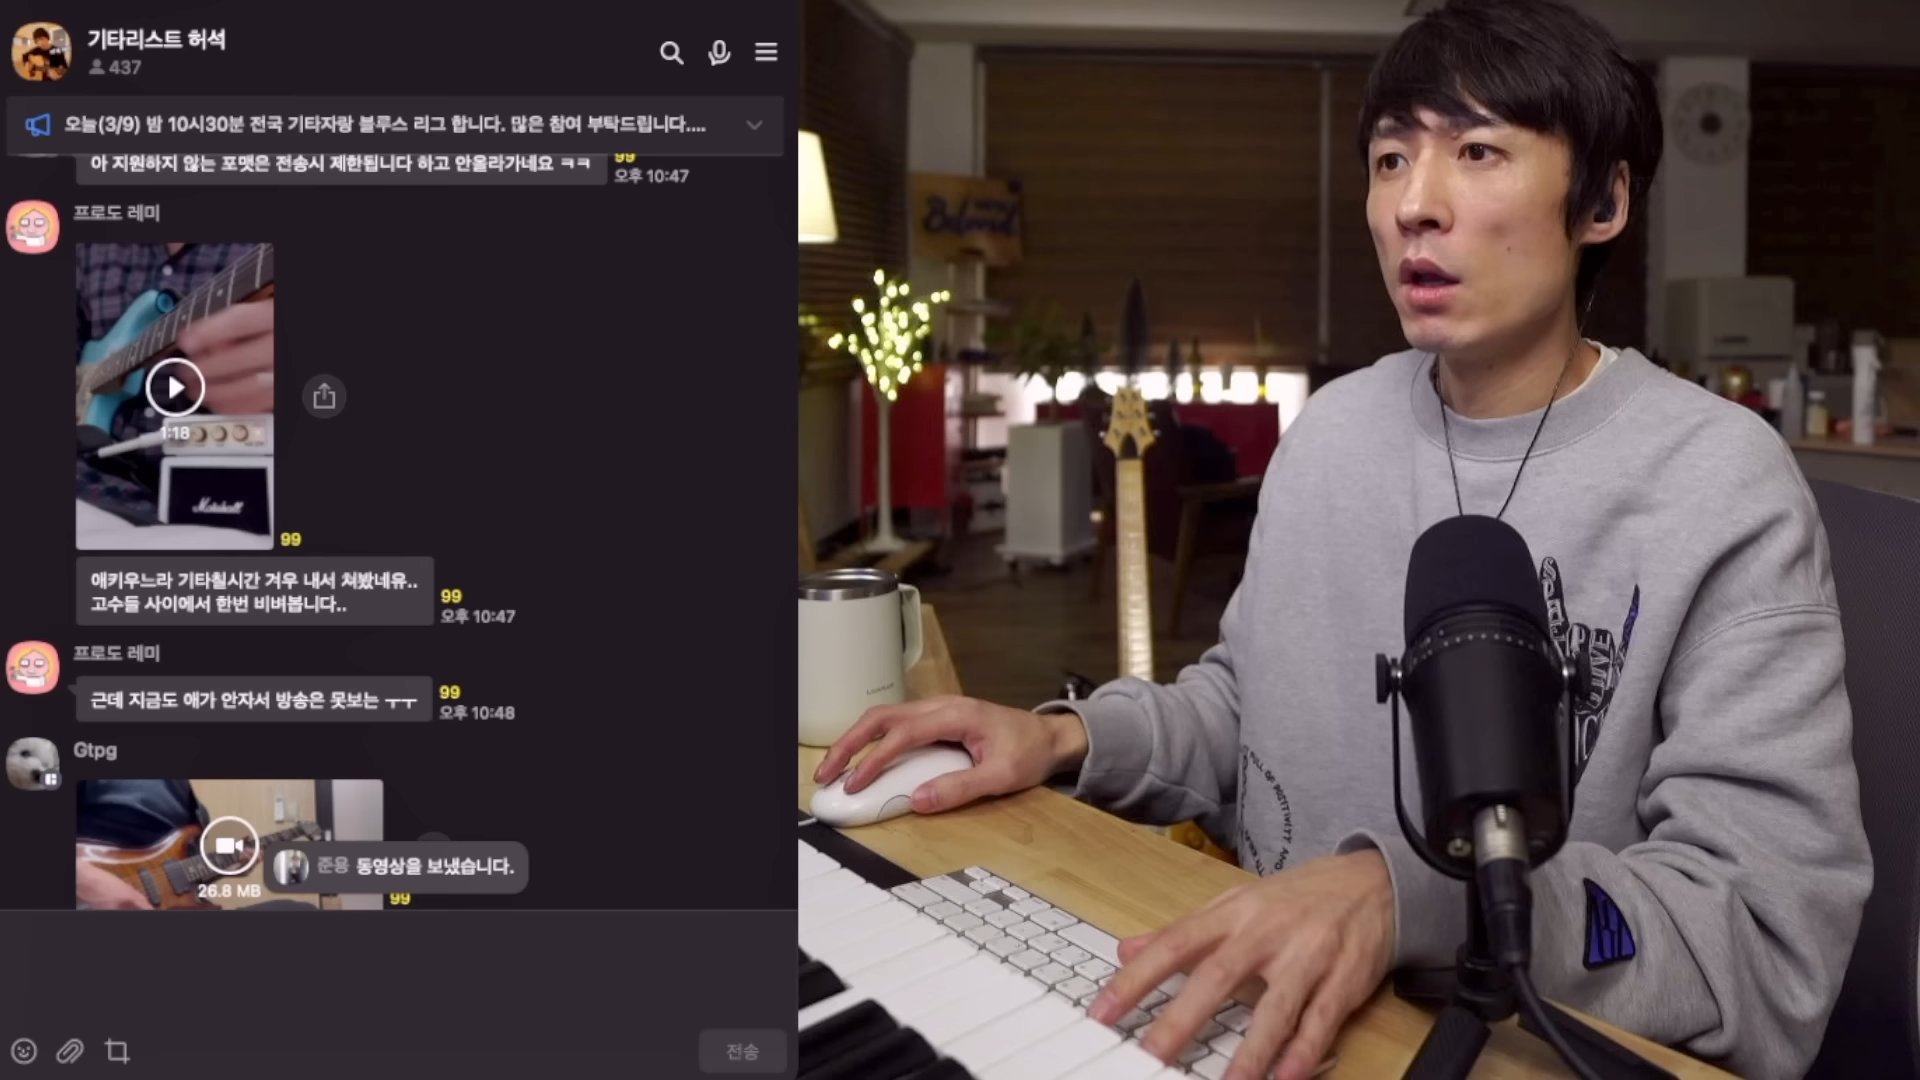 기타리스트 허석
437
오늘(3/9) 밤 10시30분 전국 기타자랑 블루스 리그 합니다. 많은 참여 부탁드립니다....
아 지원하지 않는 포맷은 전송시 제한됩니다 하고 안올라가네요 ㅋㅋ
99
오후 10:47
프로도 레미
1:18
Marshall
99
애키우느라 기타칠시간 겨우 내서 쳐봤네유..
고수들 사이에서 한번 비벼봅니다..
99
오후 10:47
프로도 레미
근데 지금도 애가 안자서 방송은 못보는 ㅜㅜ
99
오후 10:48
Gtpg
26.8 MB
준용 동영상을 보냈습니다.
99
전송
Beloved